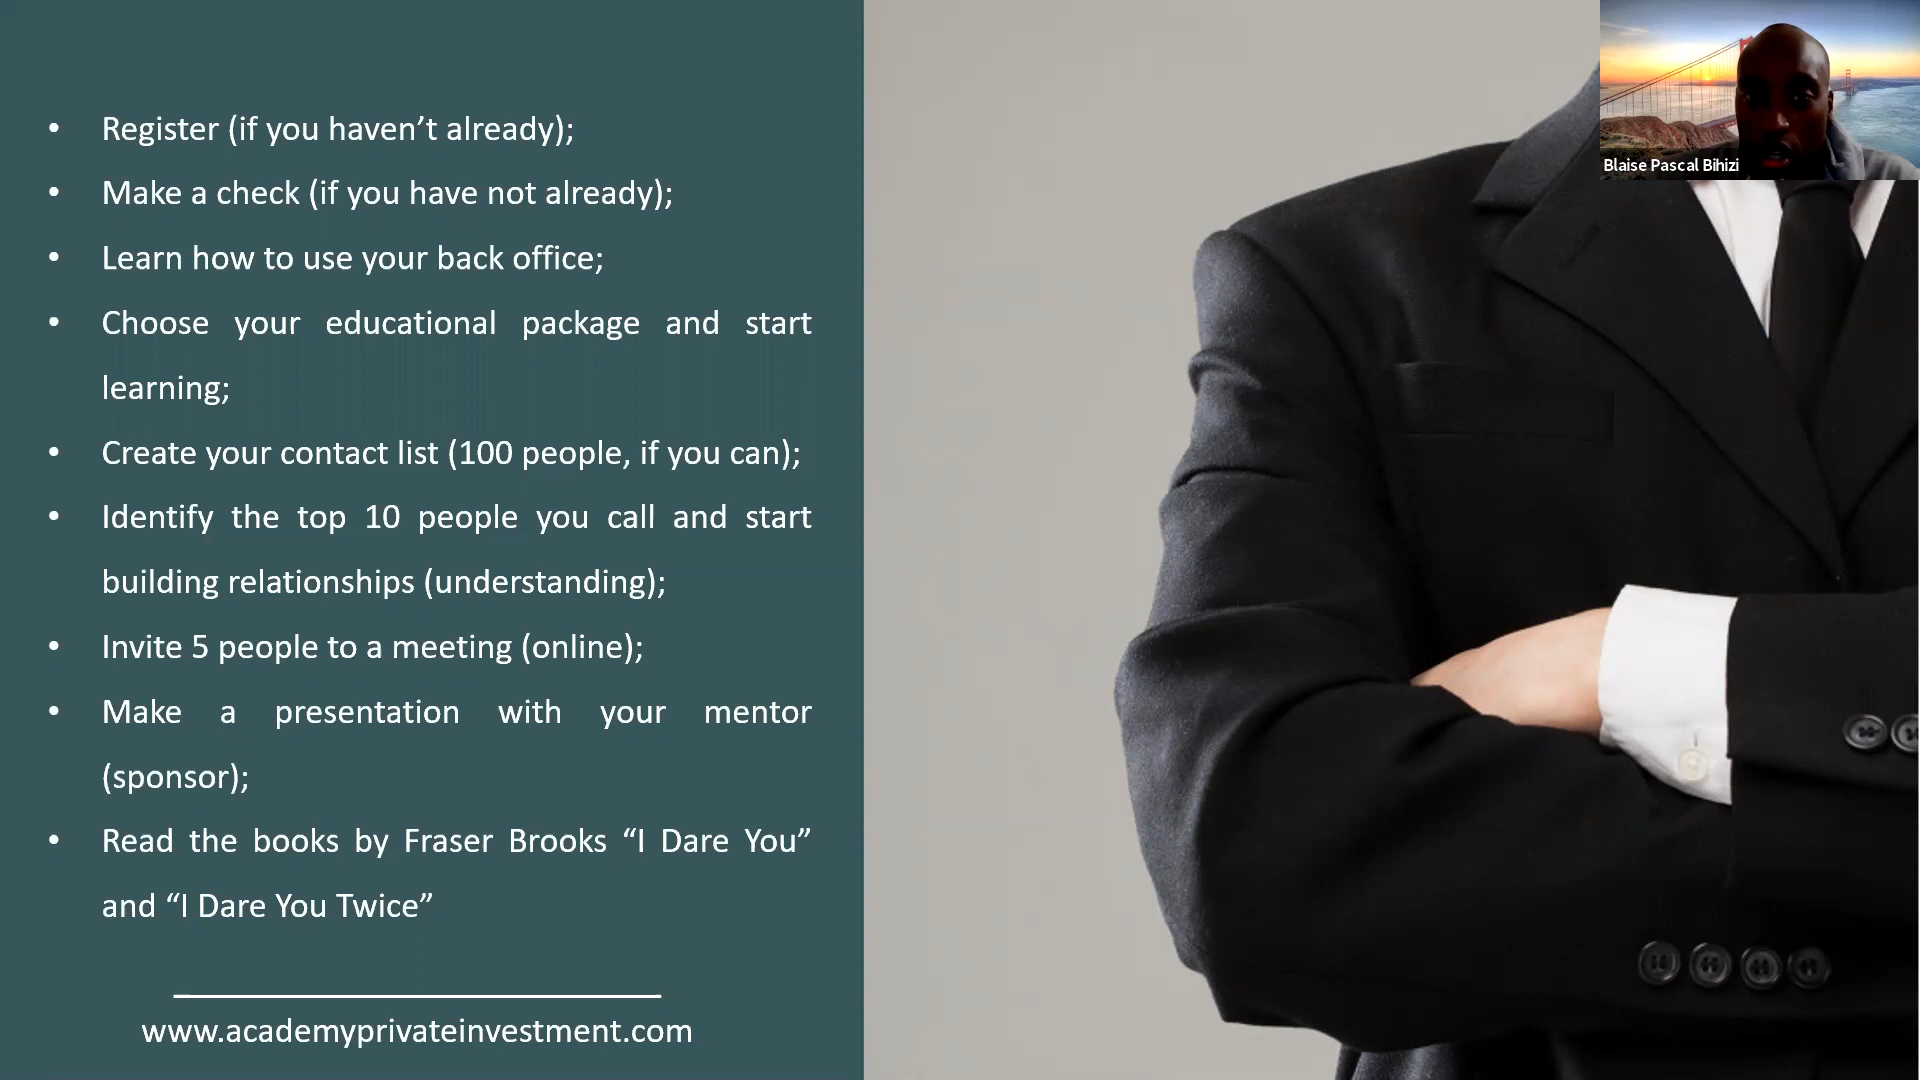 Blaise Pascal Bihizi
• Register (if you haven’t already);
• Make a check (if you have not already);
• Learn how to use your back office;
• Choose your educational package and start
learning;
• Create your contact list (100 people, if you can);
• Identify the top 10 people you call and start
building relationships (understanding);
• Invite 5 people to a meeting (online);
• Make a presentation with your mentor
(sponsor);
• Read the books by Fraser Brooks “I Dare You”
and “I Dare You Twice”
www.academyprivateinvestment.com